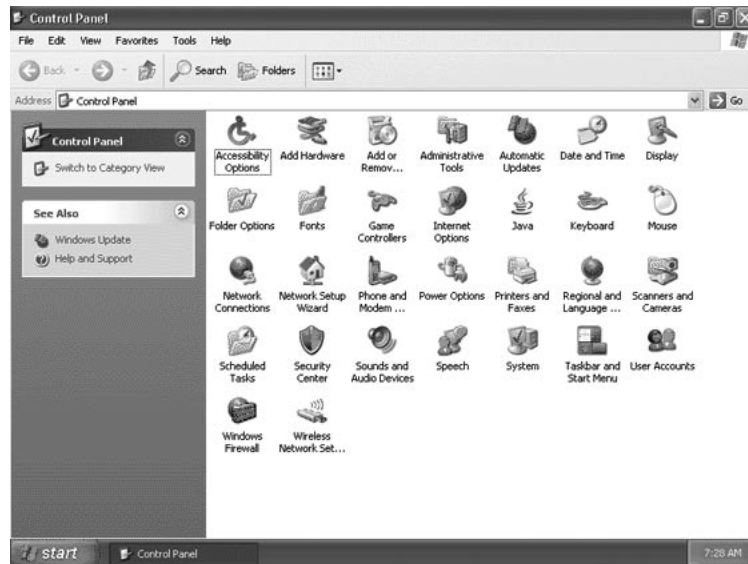 Control Panel
File Edit View Favorites Tools Help
Back Search Folders
Address Control Panel Go
Control Panel
Switch to Category View
See Also
Windows Update
Help and Support
Accessibility Options
Add Hardware
Add or Remov...
Administrative Tools
Automatic Updates
Date and Time
Display
Folder Options
Fonts
Game Controllers
Internet Options
Java
Keyboard
Mouse
Network Connections
Network Setup Wizard
Phone and Modem ...
Power Options
Printers and Faxes
Regional and Language ...
Scanners and Cameras
Scheduled Tasks
Security Center
Sounds and Audio Devices
Speech
System
Taskbar and Start Menu
User Accounts
Windows Firewall
Wireless Network Set...
start Control Panel 7:28 AM